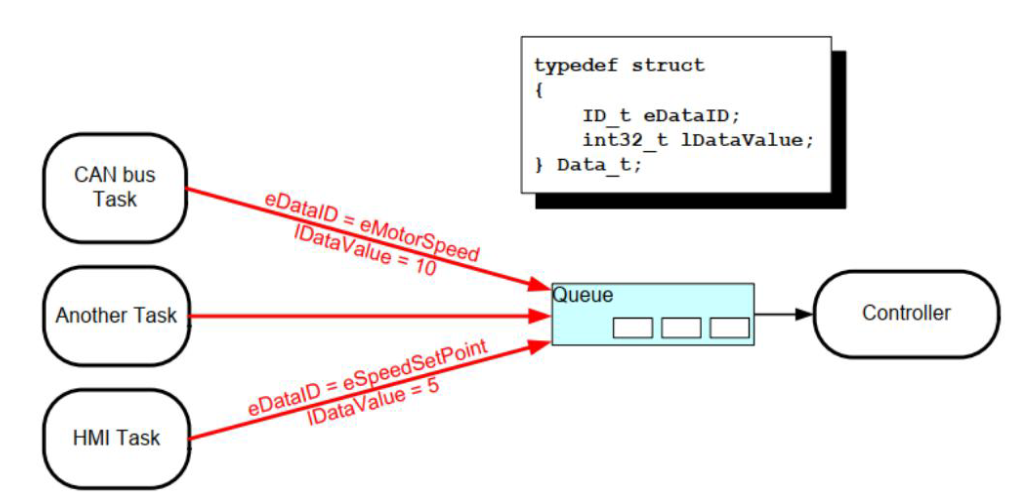 typedef struct
{
ID_t eDataID;
int32_t lDataValue;
} Data_t;
CAN bus
Task
eDataID = eMotorSpeed
lDataValue = 10
Another Task
Queue
Controller
eDataID = eSpeedSetPoint
lDataValue = 5
HMI Task